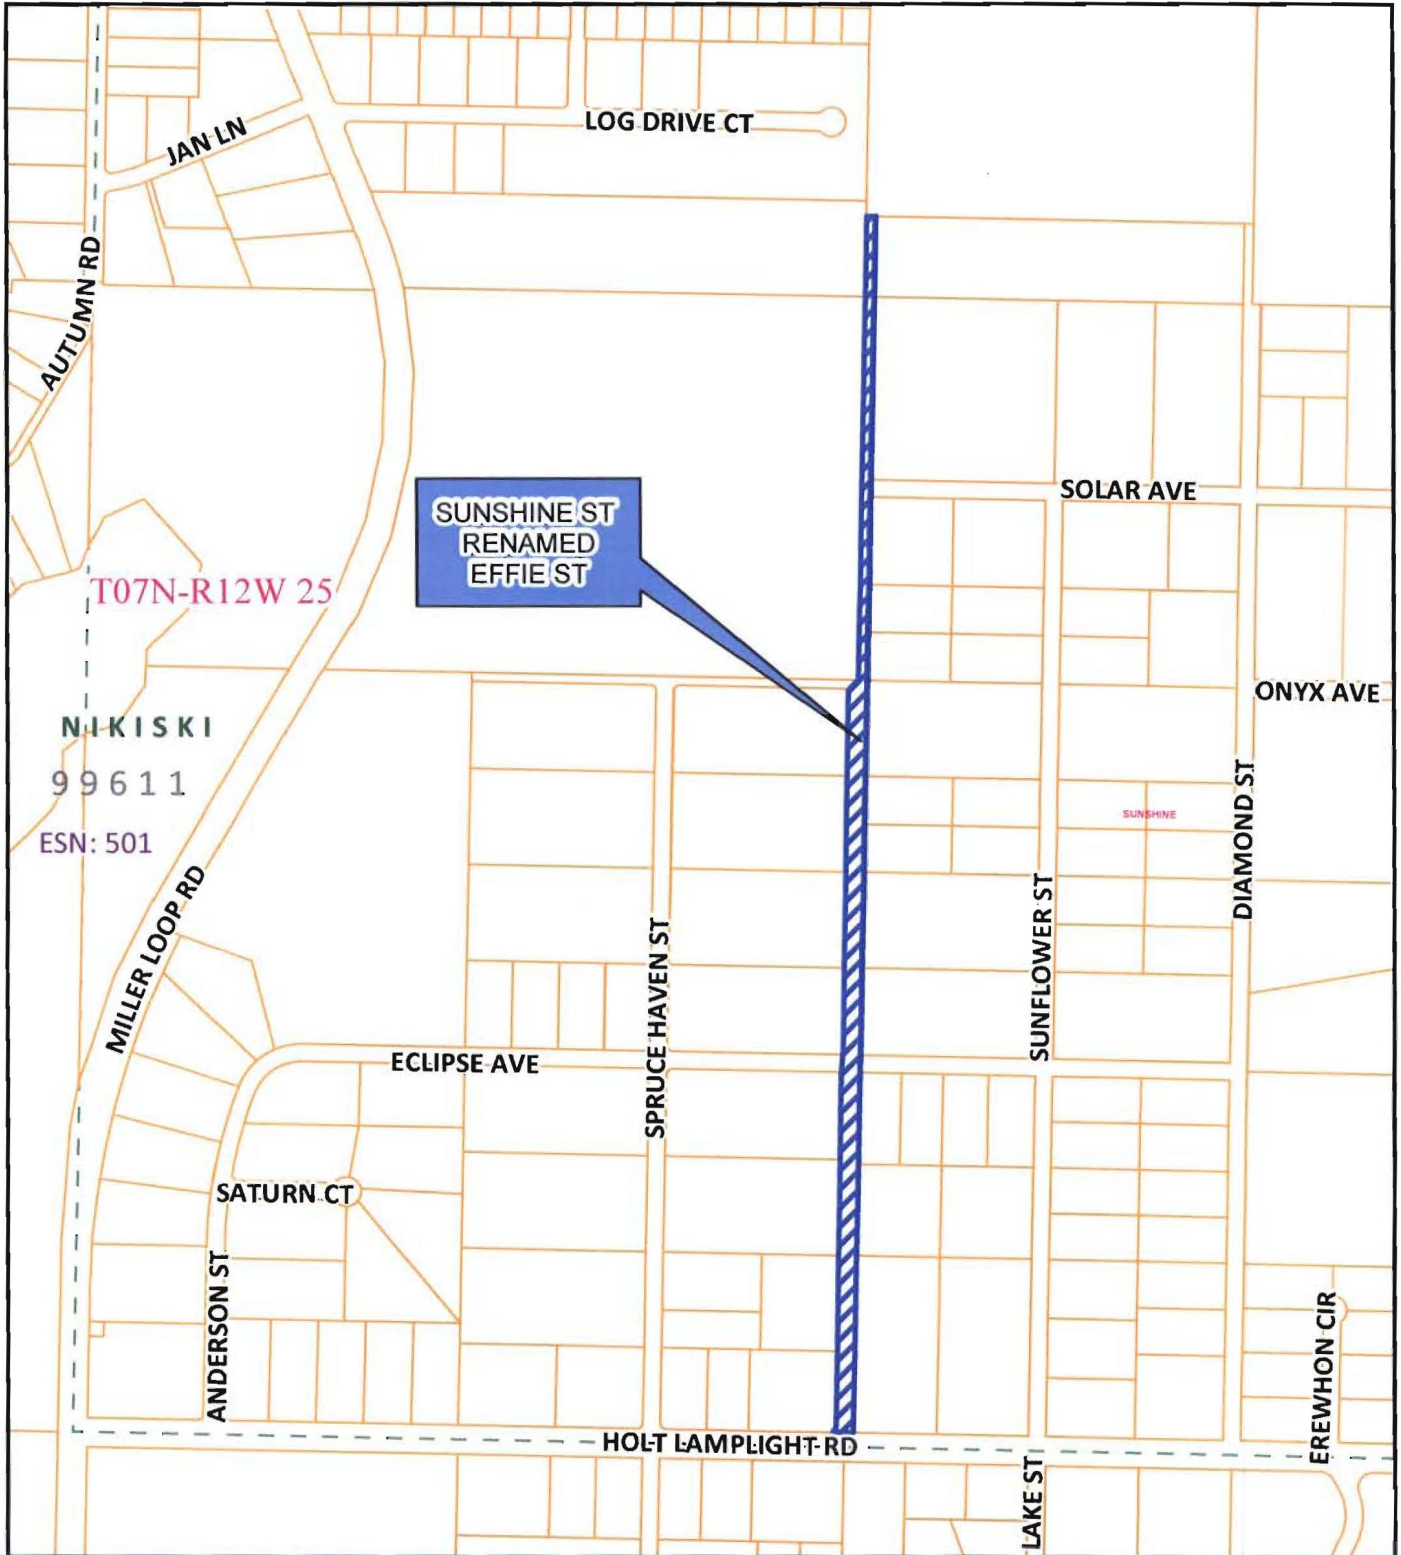 LOG DRIVE CT
JAN LN
AUTUMN RD
SOLAR AVE
SUNSHINE ST
RENAMED
EFFIE ST
T07N-R12W 25
ONYX AVE
NIKISKI
99611
ESN: 501
SUNSHINE
DIAMOND ST
MILLER LOOP RD
SPRUCE HAVEN ST
SUNFLOWER ST
ECLIPSE AVE
SATURN CT
ANDERSON ST
EREWHON CIR
HOLT LAMPLIGHT RD
LAKE ST